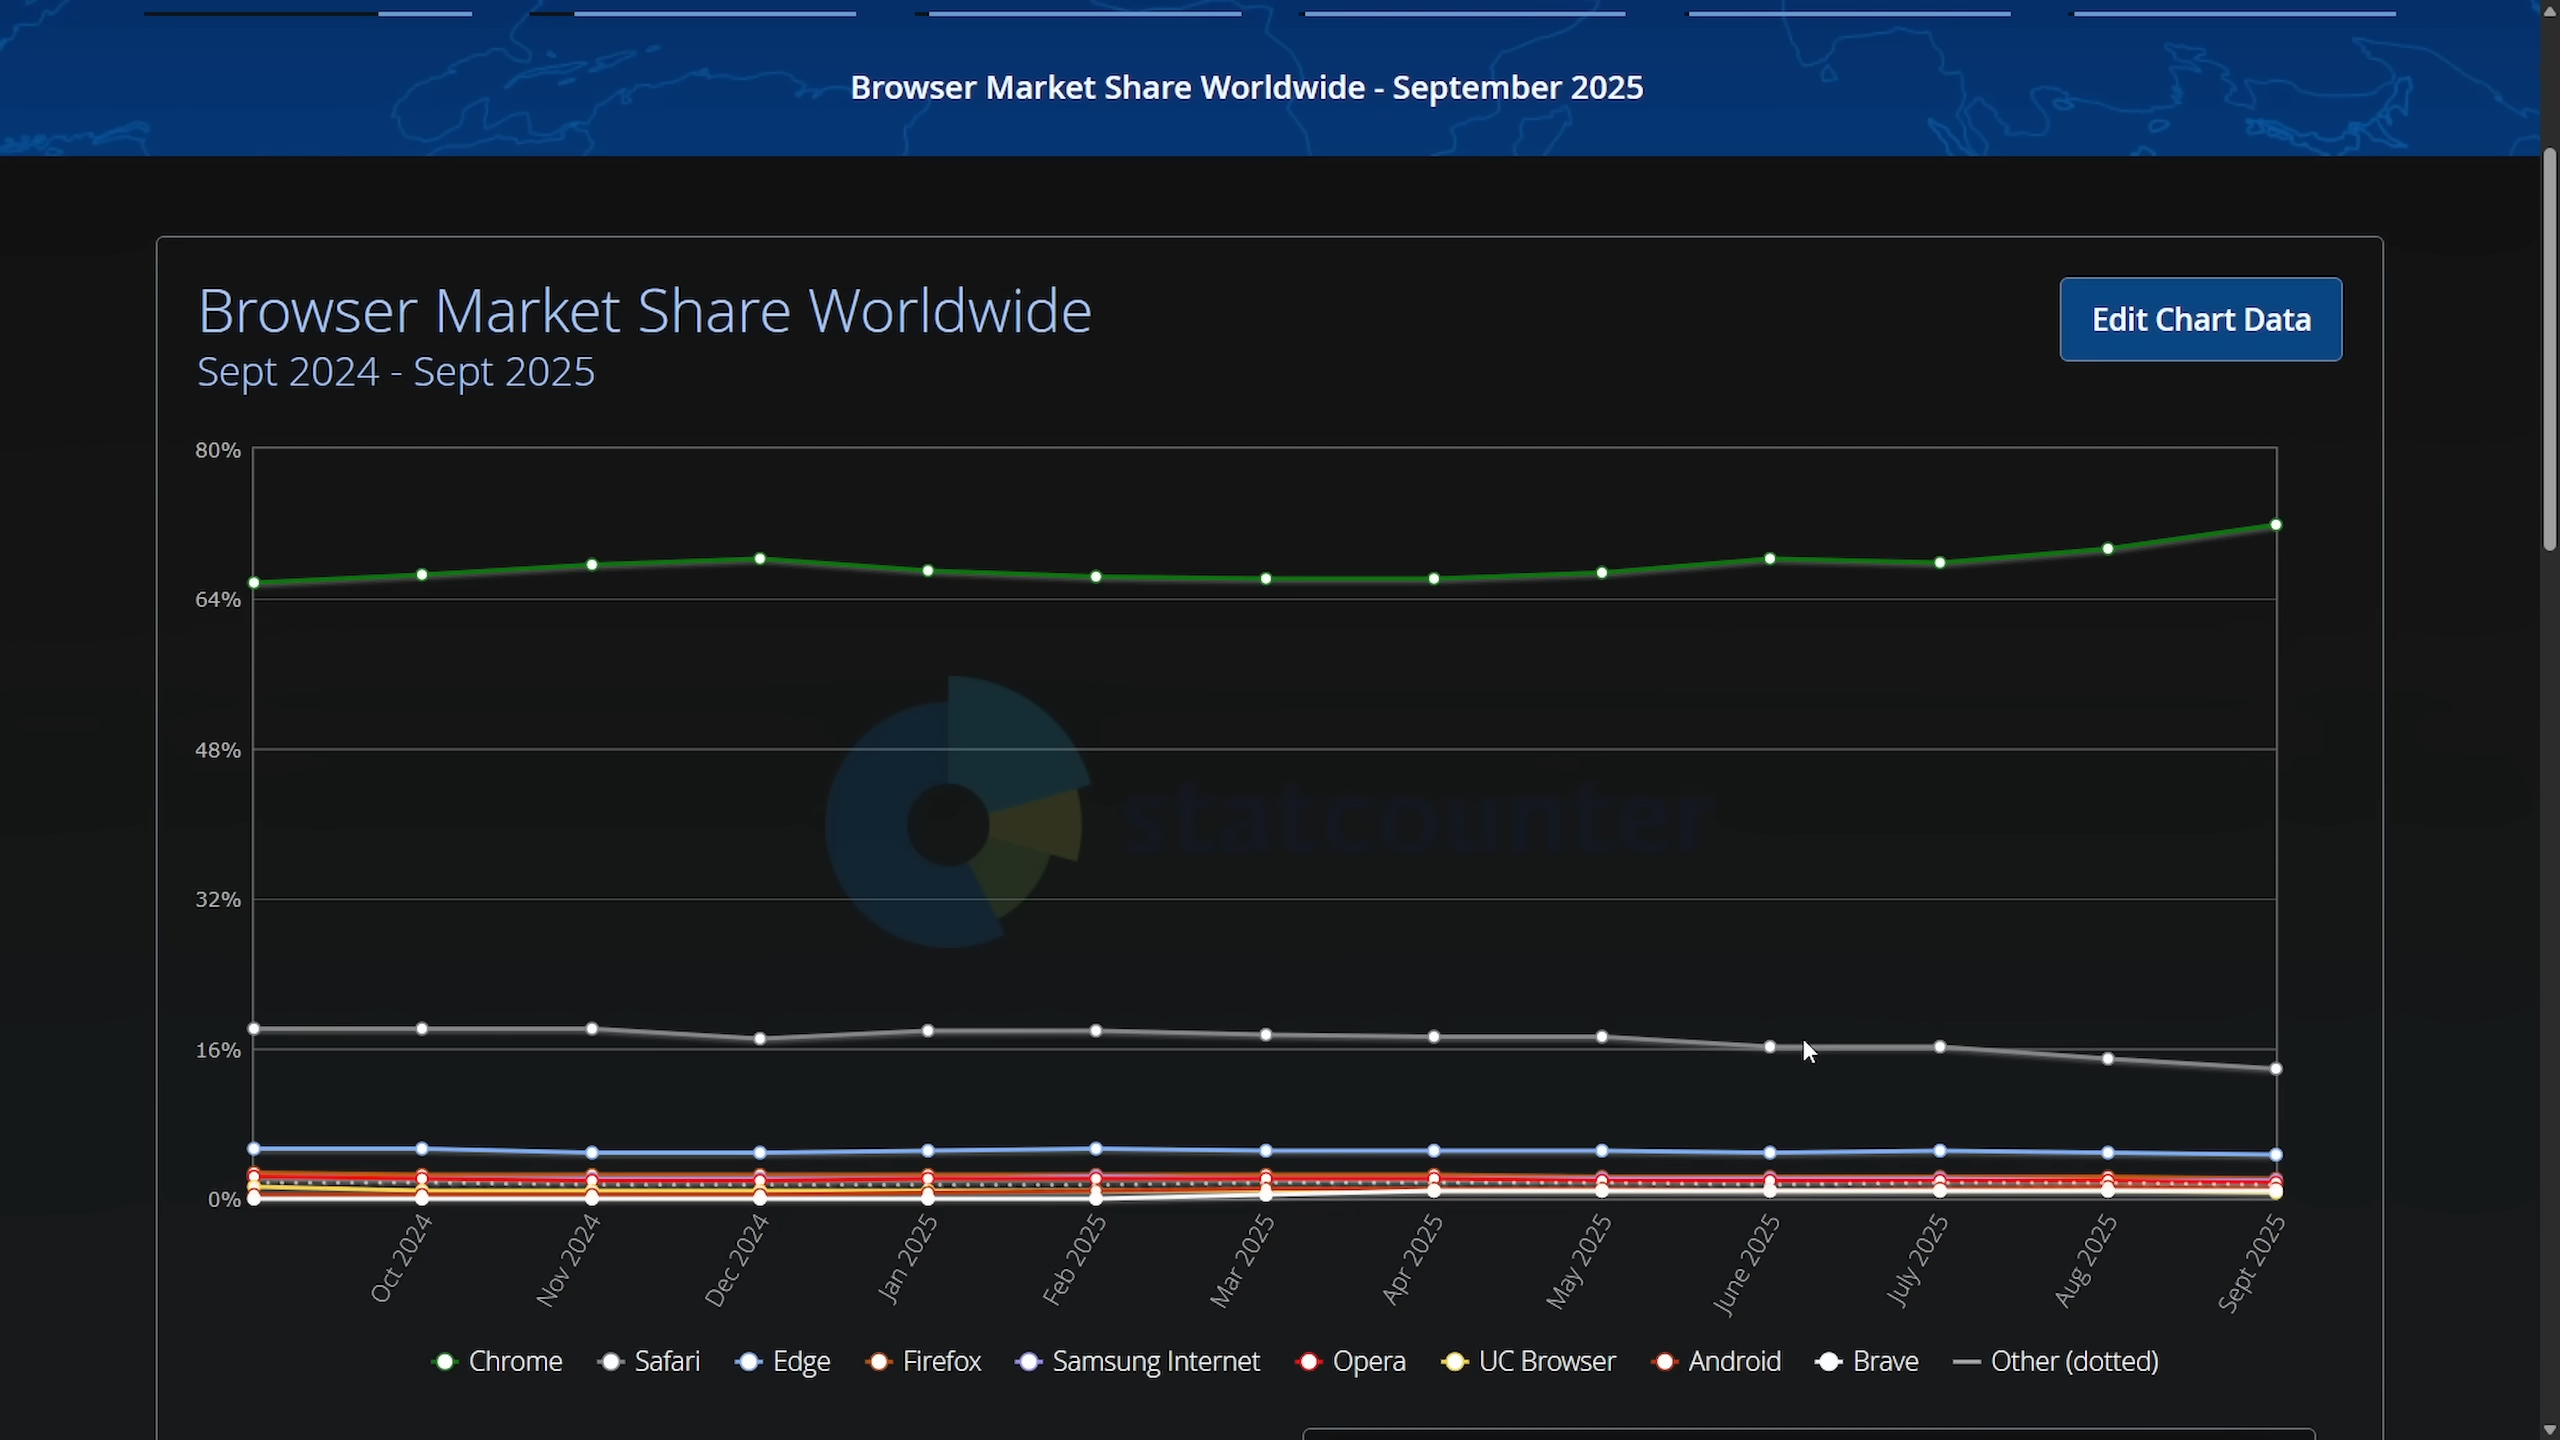 Browser Market Share Worldwide - September 2025
Browser Market Share Worldwide
Sept 2024 - Sept 2025
Edit Chart Data
80%
64%
48%
32%
16%
0%
statcounter
Oct 2024
Nov 2024
Dec 2024
Jan 2025
Feb 2025
Mar 2025
Apr 2025
May 2025
June 2025
July 2025
Aug 2025
Sept 2025
Chrome Safari Edge Firefox Samsung Internet Opera UC Browser Android Brave Other (dotted)